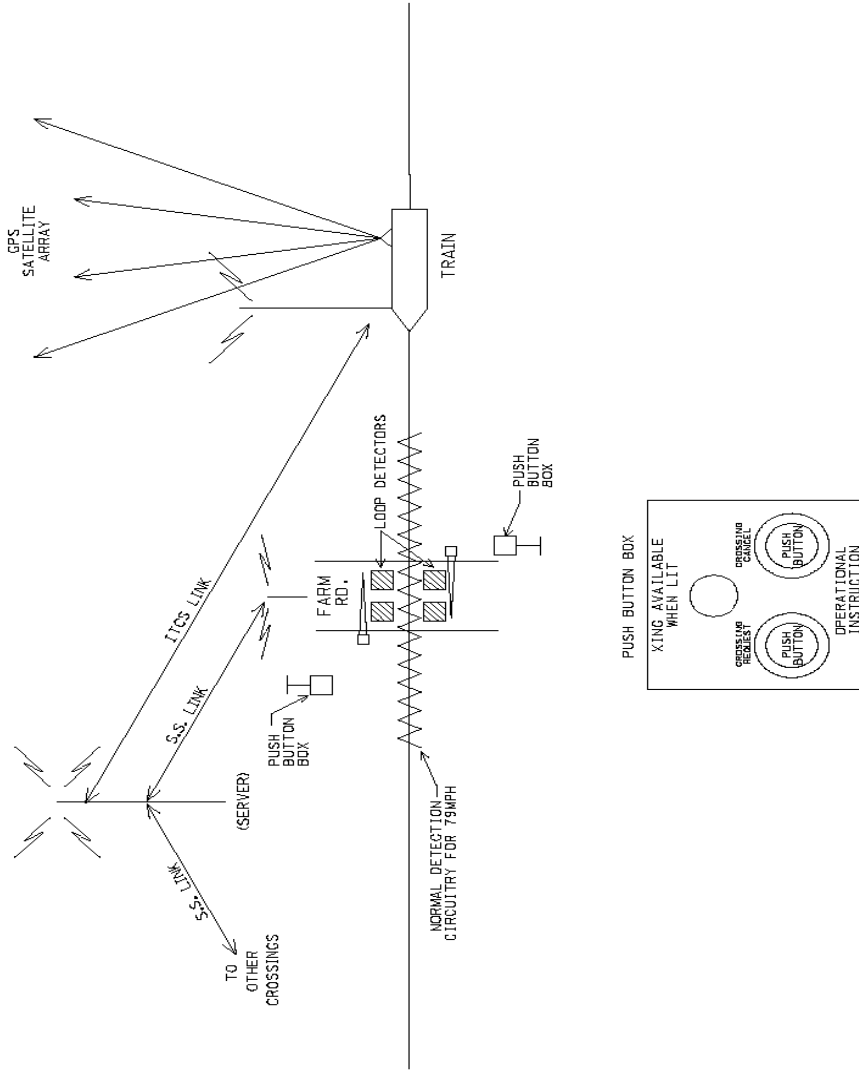 GPS
SATELLITE
ARRAY
TRAIN
ITCS LINK
LOOP DETECTORS
PUSH
BUTTON
BOX
FARM
RD.
S.S. LINK
PUSH
BUTTON
BOX
(SERVER)
S.S. LINK
TO
OTHER
CROSSINGS
NORMAL DETECTION
CIRCUITRY FOR 79MPH
PUSH BUTTON BOX
XING AVAILABLE
WHEN LIT
CROSSING
REQUEST
PUSH
BUTTON
CROSSING
CANCEL
PUSH
BUTTON
OPERATIONAL
INSTRUCTION